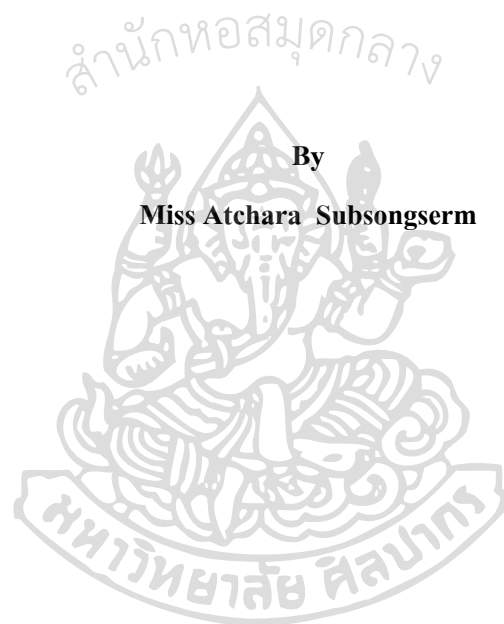 สำนักหอสมุดกลาง
By
Miss Atchara Subsongserm
มหาวิทยาลัย ศิลปากร